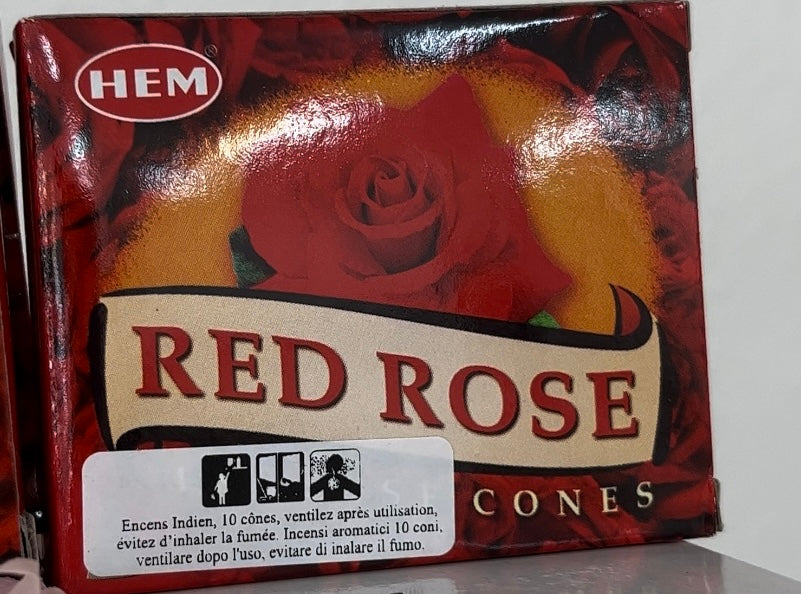 HEM®
RED ROSE
CONES
Encens Indien, 10 cônes, ventilez après utilisation,
évitez d'inhaler la fumée. Incensi aromatici 10 coni,
ventilare dopo l'uso, evitare di inalare il fumo.